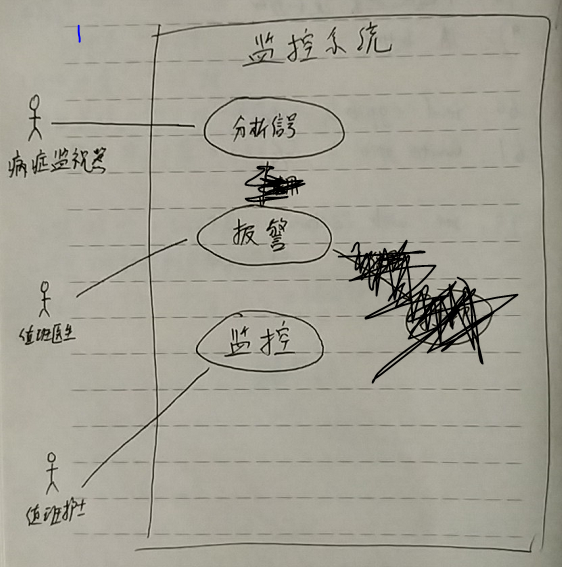 监控系统
分析信号
病症监视器
报警
值班医生
监控
值班护士